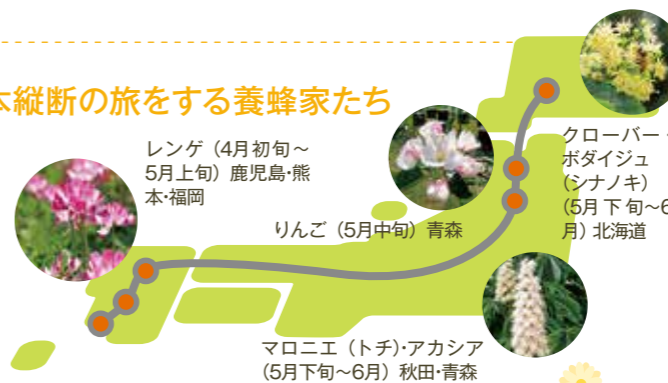 本縦断の旅をする養蜂家たち
レンゲ（4月初旬～
5月上旬）鹿児島・熊
本・福岡
りんご（5月中旬）青森
クローバー・
ボダイジュ
（シナノキ）
（5月下旬～6
月）北海道
マロニエ（トチ）・アカシア
（5月下旬～6月）秋田・青森